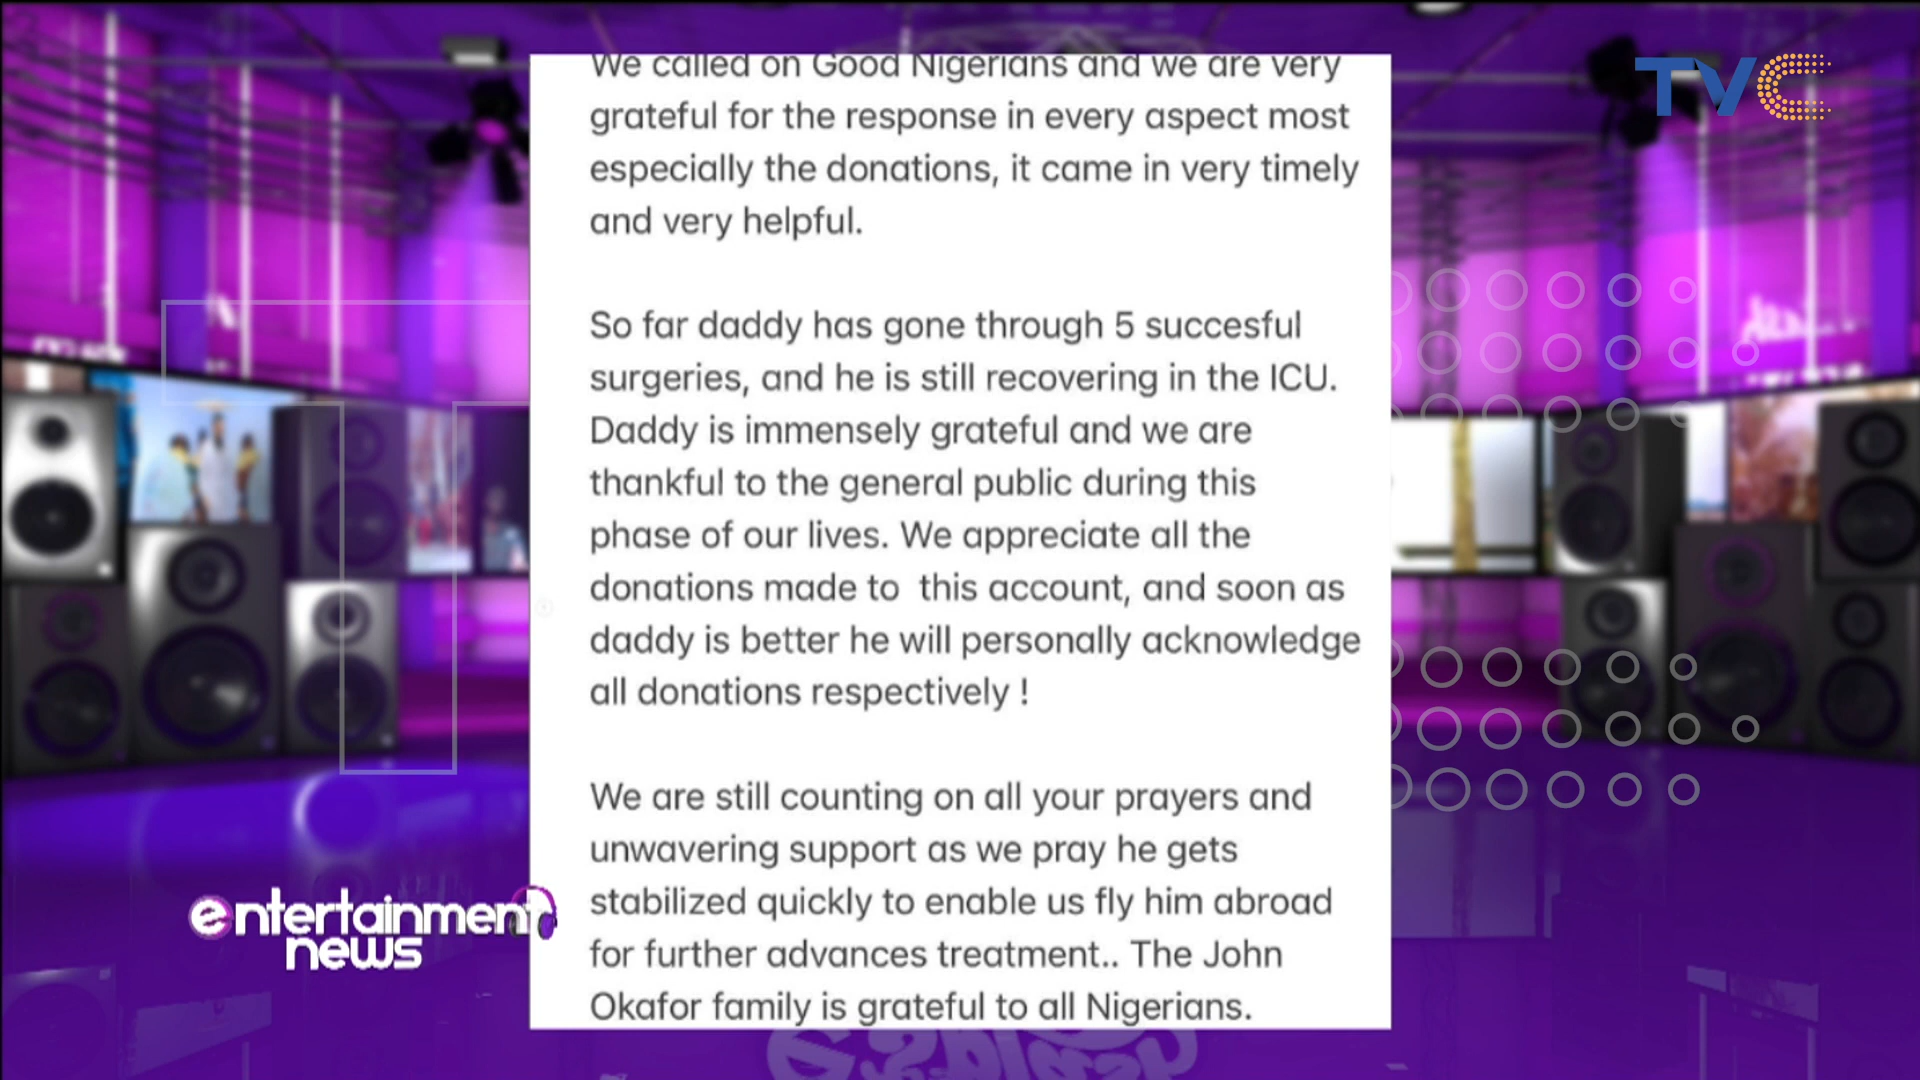 We called on Good Nigerians and we are very
grateful for the response in every aspect most
especially the donations, it came in very timely
and very helpful.
So far daddy has gone through 5 succesful
surgeries, and he is still recovering in the ICU.
Daddy is immensely grateful and we are
thankful to the general public during this
phase of our lives. We appreciate all the
donations made to  this account, and soon as
daddy is better he will personally acknowledge
all donations respectively !
We are still counting on all your prayers and
unwavering support as we pray he gets
stabilized quickly to enable us fly him abroad
for further advances treatment.. The John
Okafor family is grateful to all Nigerians.
TVC
entertainment
news